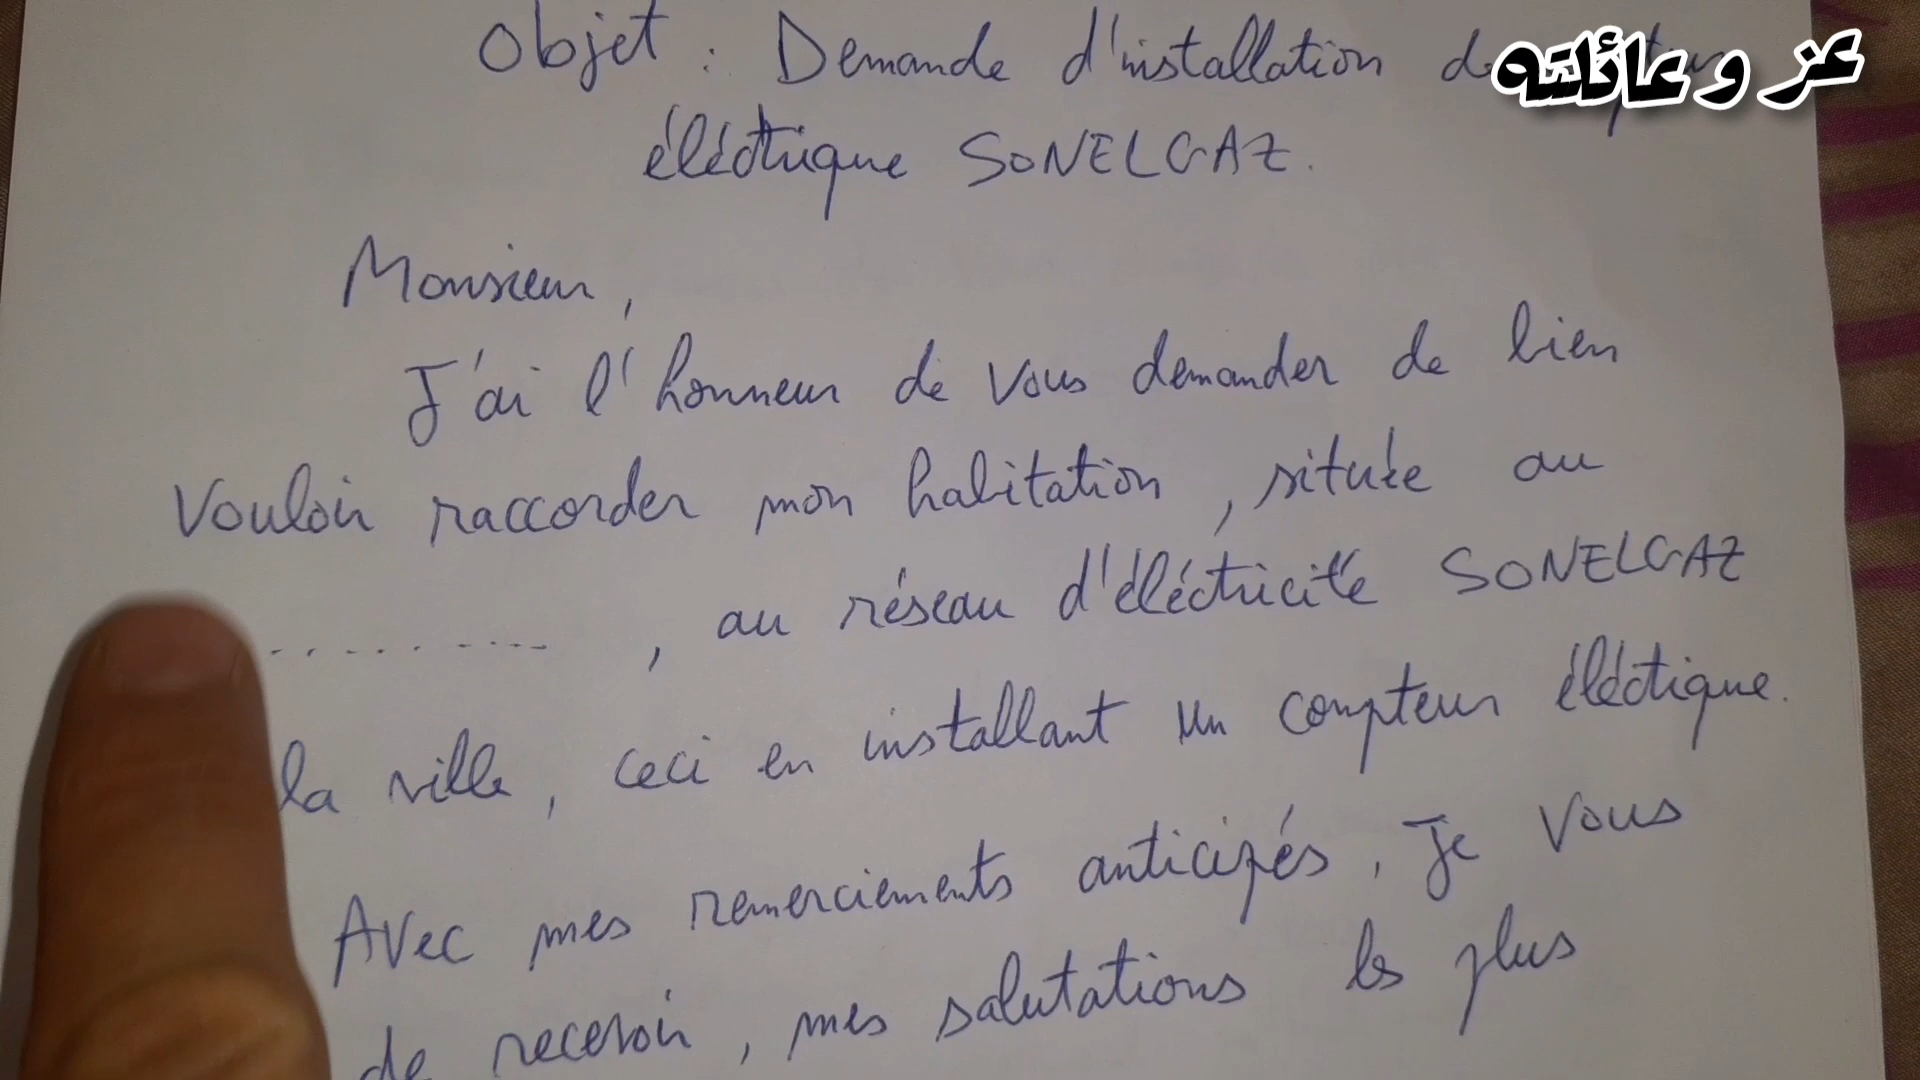 Objet : Demande d'installation de
عز و عائلته
éléctrique SONELGAZ.
Monsieur,
J'ai l'honneur de vous demander de bien
Vouloir raccorder mon habitation, située au
.........., au réseau d'éléctricité SONELGAZ
la ville, ceci en installant un compteur éléctique.
Avec mes remerciements anticipés, Je vous
de recevoir, mes salutations les plus